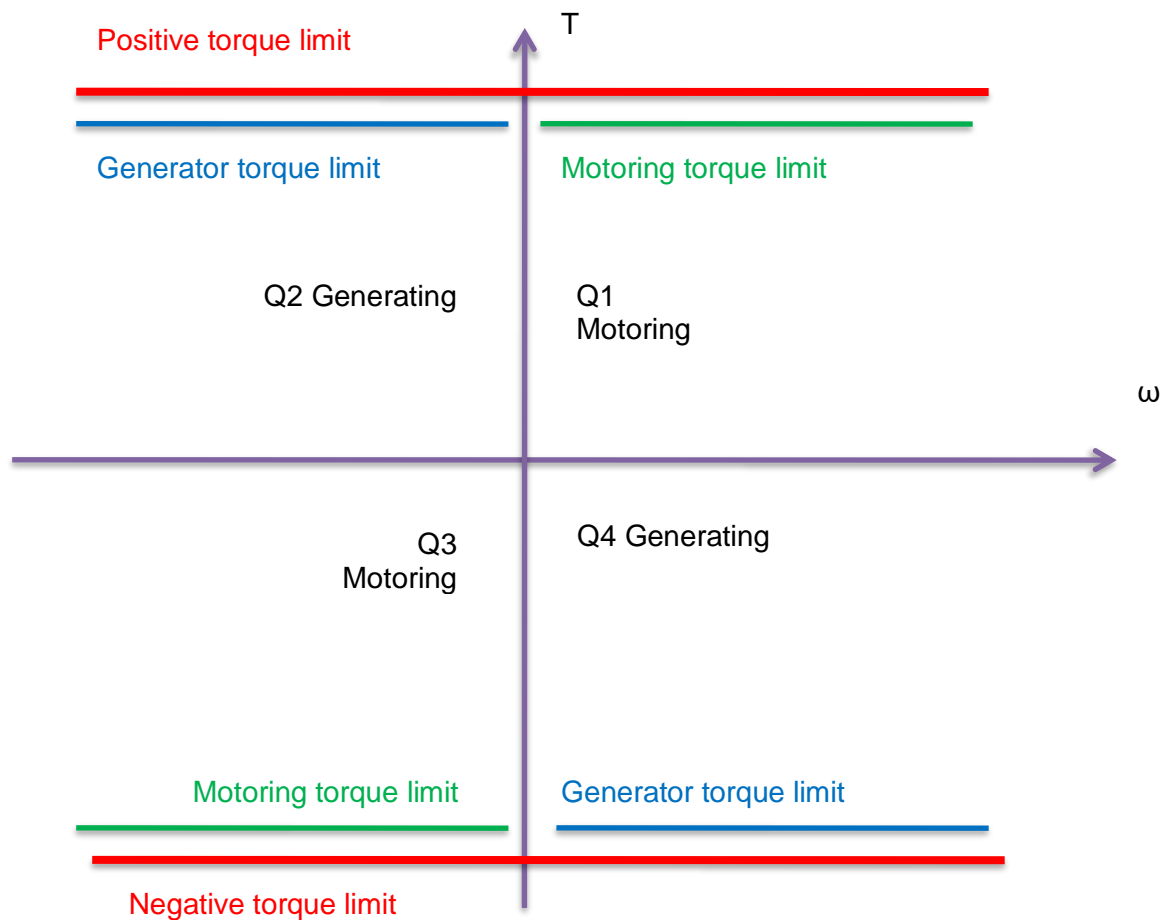 T
Positive torque limit
Generator torque limit
Motoring torque limit
Q2 Generating
Q1
Motoring
ω
Q3
Motoring
Q4 Generating
Motoring torque limit
Generator torque limit
Negative torque limit